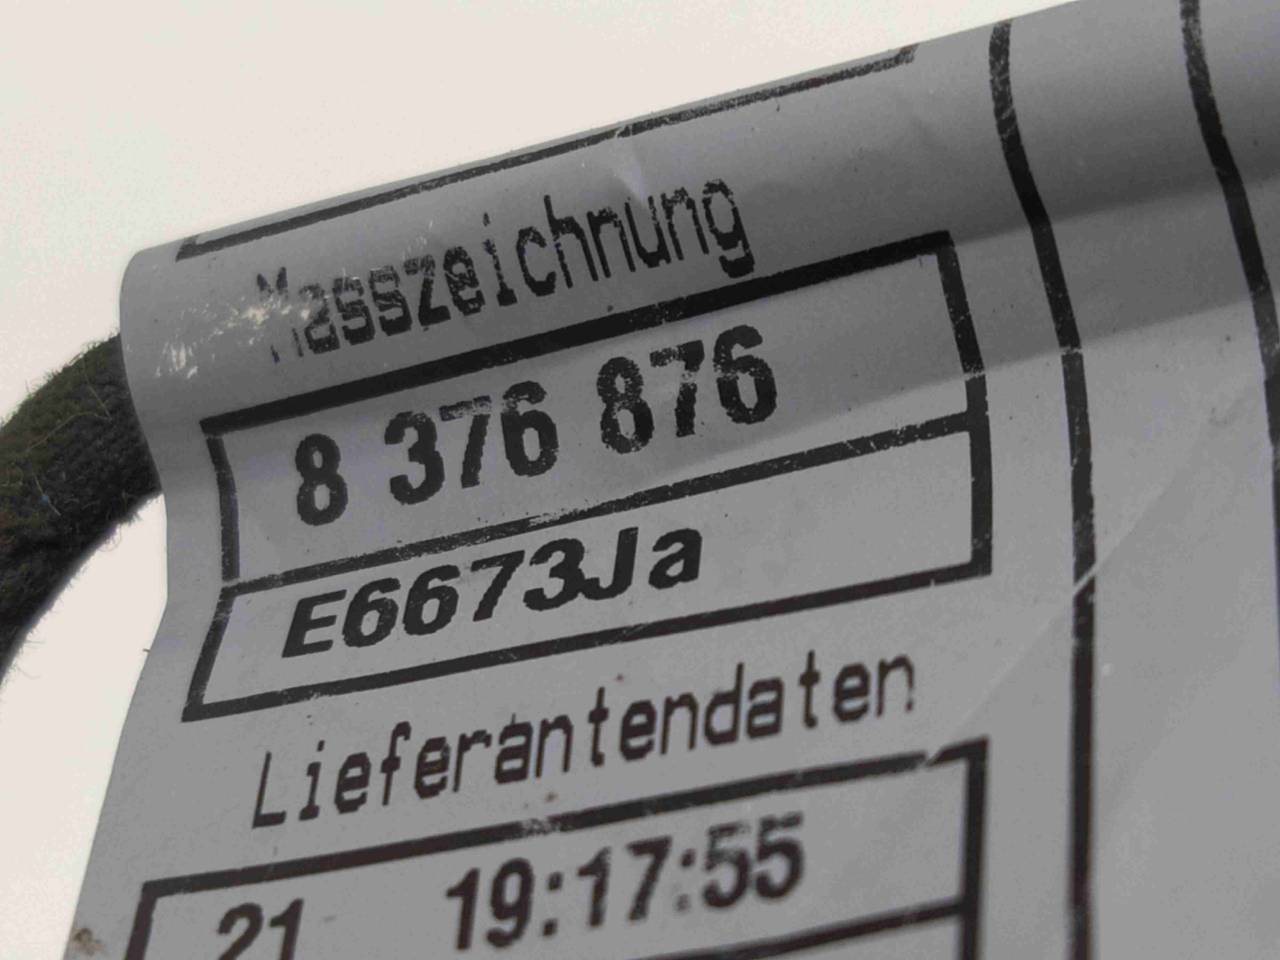 Masszeichnung
8 376 876
E6673Ja
Lieferantendaten
21 19:17:55